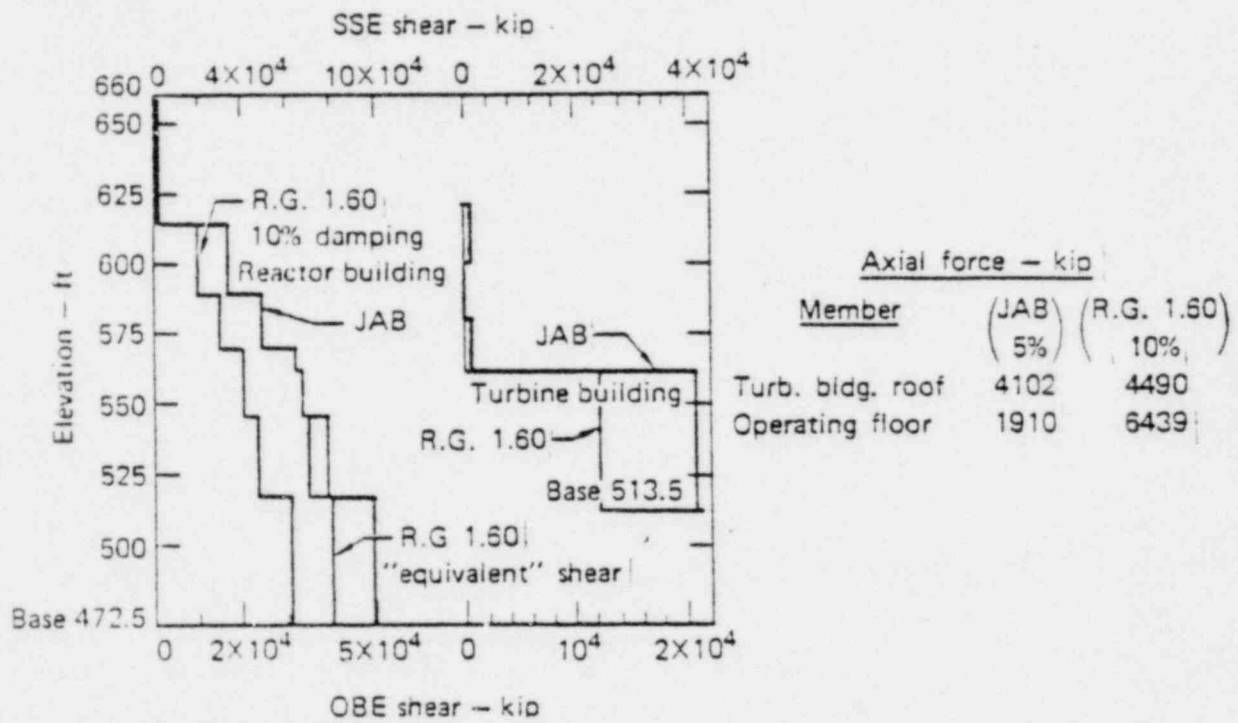 SSE shear – kip
0 4×10⁴ 10×10⁴ 0 2×10⁴ 4×10⁴
660
650
625
600
575
550
525
500
Base 472.5
Elevation – ft
R.G. 1.60
10% damping
Reactor building
JAB
JAB
Turbine building
R.G. 1.60
Base 513.5
R.G 1.60
"equivalent" shear
0 2×10⁴ 5×10⁴ 0 10⁴ 2×10⁴
OBE shear – kip
Axial force – kip
Member (JAB 5%) (R.G. 1.60 10%)
Turb. bldg. roof 4102 4490
Operating floor 1910 6439